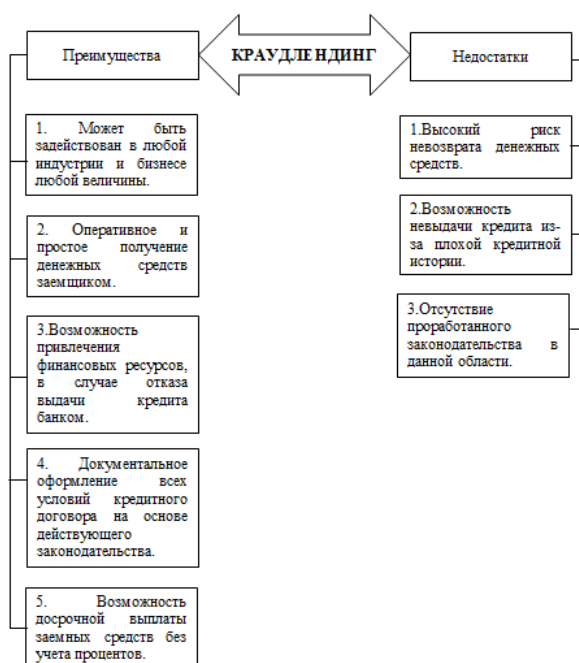 Преимущества
КРАУДЛЕНДИНГ
Недостатки
1. Может быть
задействован в любой
индустрии и бизнесе
любой величины.
2. Оперативное и
простое получение
денежных средств
заемщиком.
3.Возможность
привлечения
финансовых ресурсов,
в случае отказа
выдачи кредита
банком.
4. Документальное
оформление всех
условий кредитного
договора на основе
действующего
законодательства.
5. Возможность
досрочной выплаты
заемных средств без
учета процентов.
1.Высокий риск
невозврата денежных
средств.
2.Возможность
невыдачи кредита из-
за плохой кредитной
истории.
3.Отсутствие
проработанного
законодательства в
данной области.